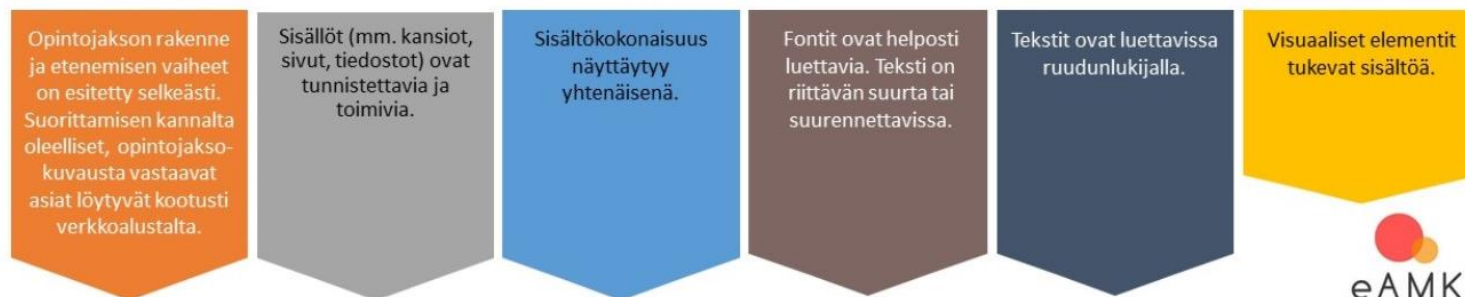 Opintojakson rakenne
ja etenemisen vaiheet
on esitetty selkeästi.
Suorittamisen kannalta
oleelliset, opintojakso-
kuvausta vastaavat
asiat löytyvät kootusti
verkkoalustalta.
Sisällöt (mm. kansiot,
sivut, tiedostot) ovat
tunnistettavia ja
toimivia.
Sisältökokonaisuus
näyttäytyy
yhtenäisenä.
Fontit ovat helposti
luettavia. Teksti on
riittävän suurta tai
suurennettavissa.
Tekstit ovat luettavissa
ruudunlukijalla.
Visuaaliset elementit
tukevat sisältöä.
eAMK